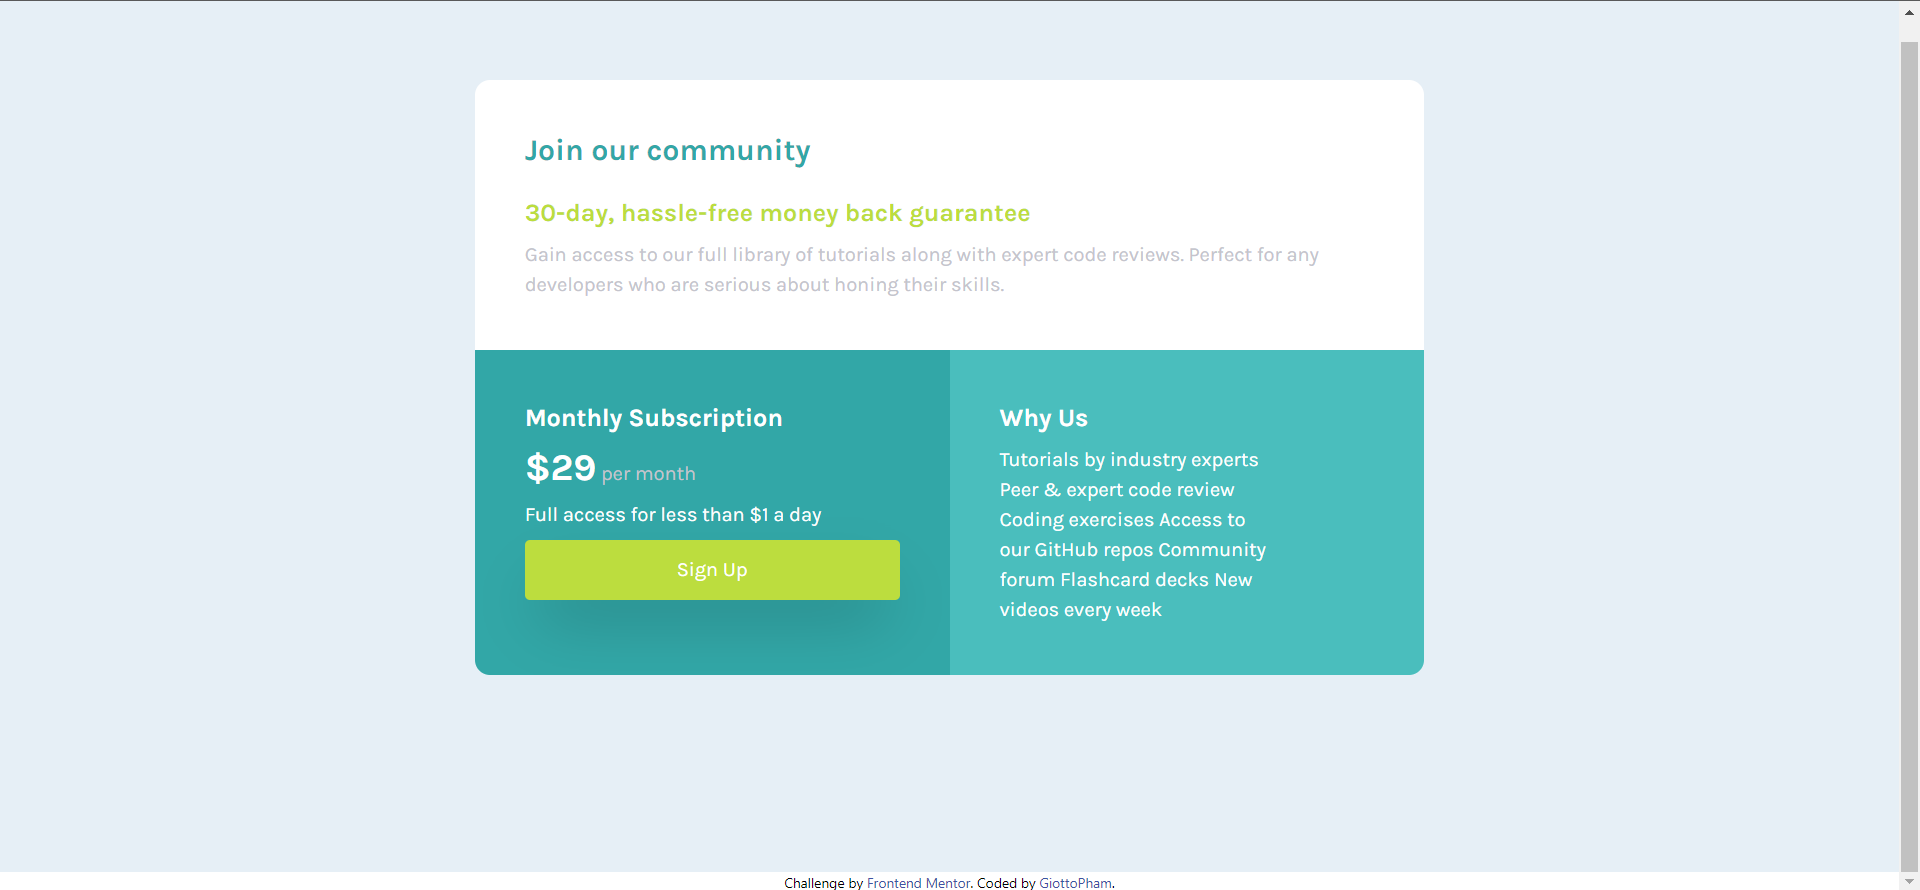 Join our community
30-day, hassle-free money back guarantee
Gain access to our full library of tutorials along with expert code reviews. Perfect for any
developers who are serious about honing their skills.
Monthly Subscription
$29 per month
Full access for less than $1 a day
Sign Up
Why Us
Tutorials by industry experts
Peer & expert code review
Coding exercises Access to
our GitHub repos Community
forum Flashcard decks New
videos every week
Challenge by Frontend Mentor. Coded by GiottoPham.